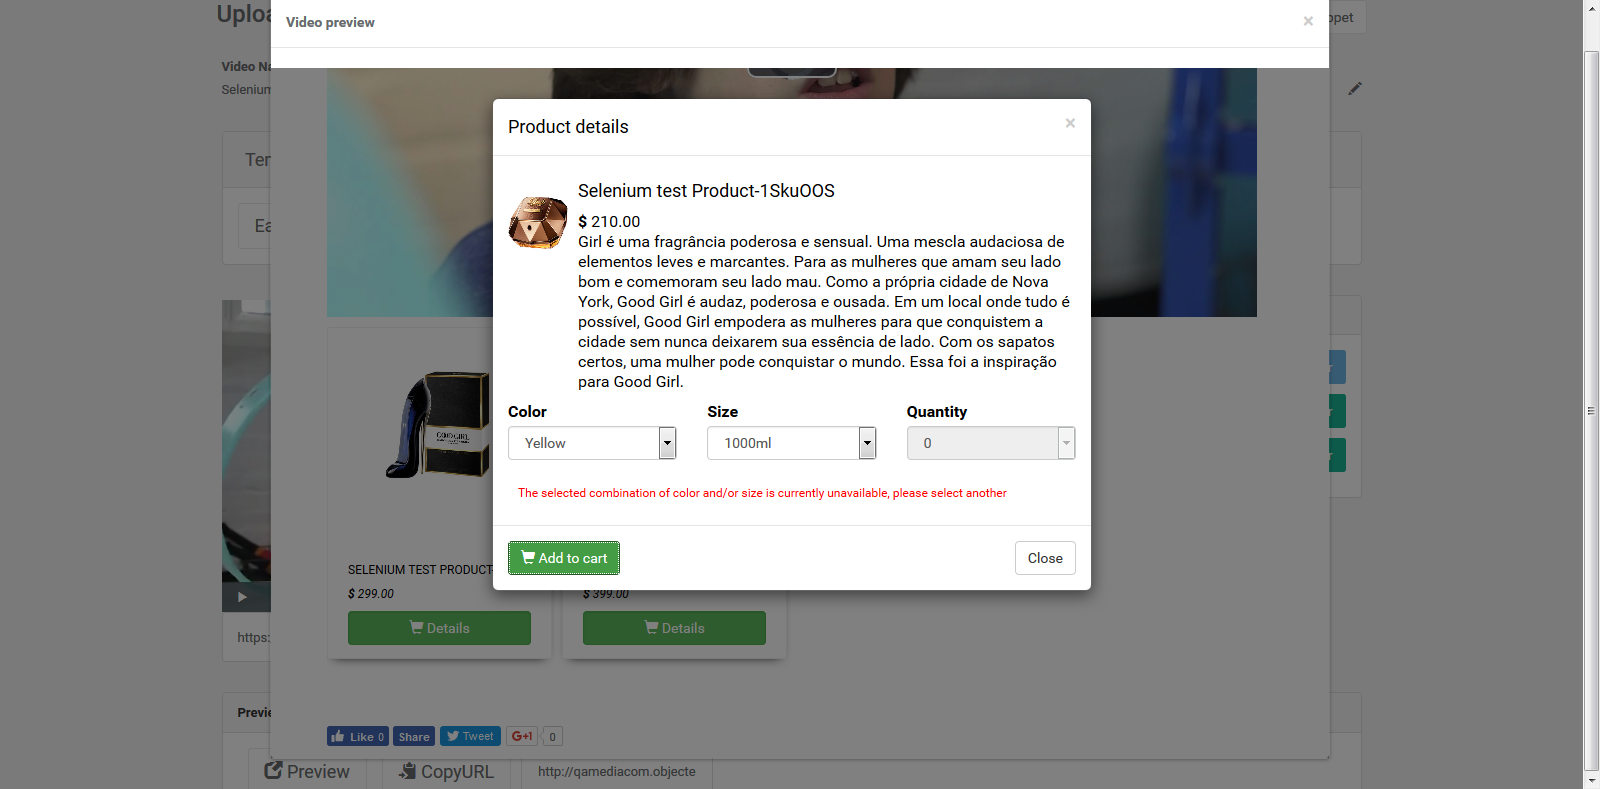 Video preview
×
Video
Selenium
Product details
×
Selenium test Product-1SkuOOS
$ 210.00
Girl é uma fragrância poderosa e sensual. Uma mescla audaciosa de
elementos leves e marcantes. Para as mulheres que amam seu lado
bom e comemoram seu lado mau. Como a própria cidade de Nova
York, Good Girl é audaz, poderosa e ousada. Em um local onde tudo é
possível, Good Girl empodera as mulheres para que conquistem a
cidade sem nunca deixarem sua essência de lado. Com os sapatos
certos, uma mulher pode conquistar o mundo. Essa foi a inspiração
para Good Girl.
Color Size Quantity
Yellow 1000ml 0
The selected combination of color and/or size is currently unavailable, please select another
Add to cart Close
GOOD GIRL
SELENIUM TEST PRODUCT
$ 299.00 $ 399.00
Details Details
https:
Like 0 Share Tweet G+1 0
Preview CopyURL http://qamediacom.objecte